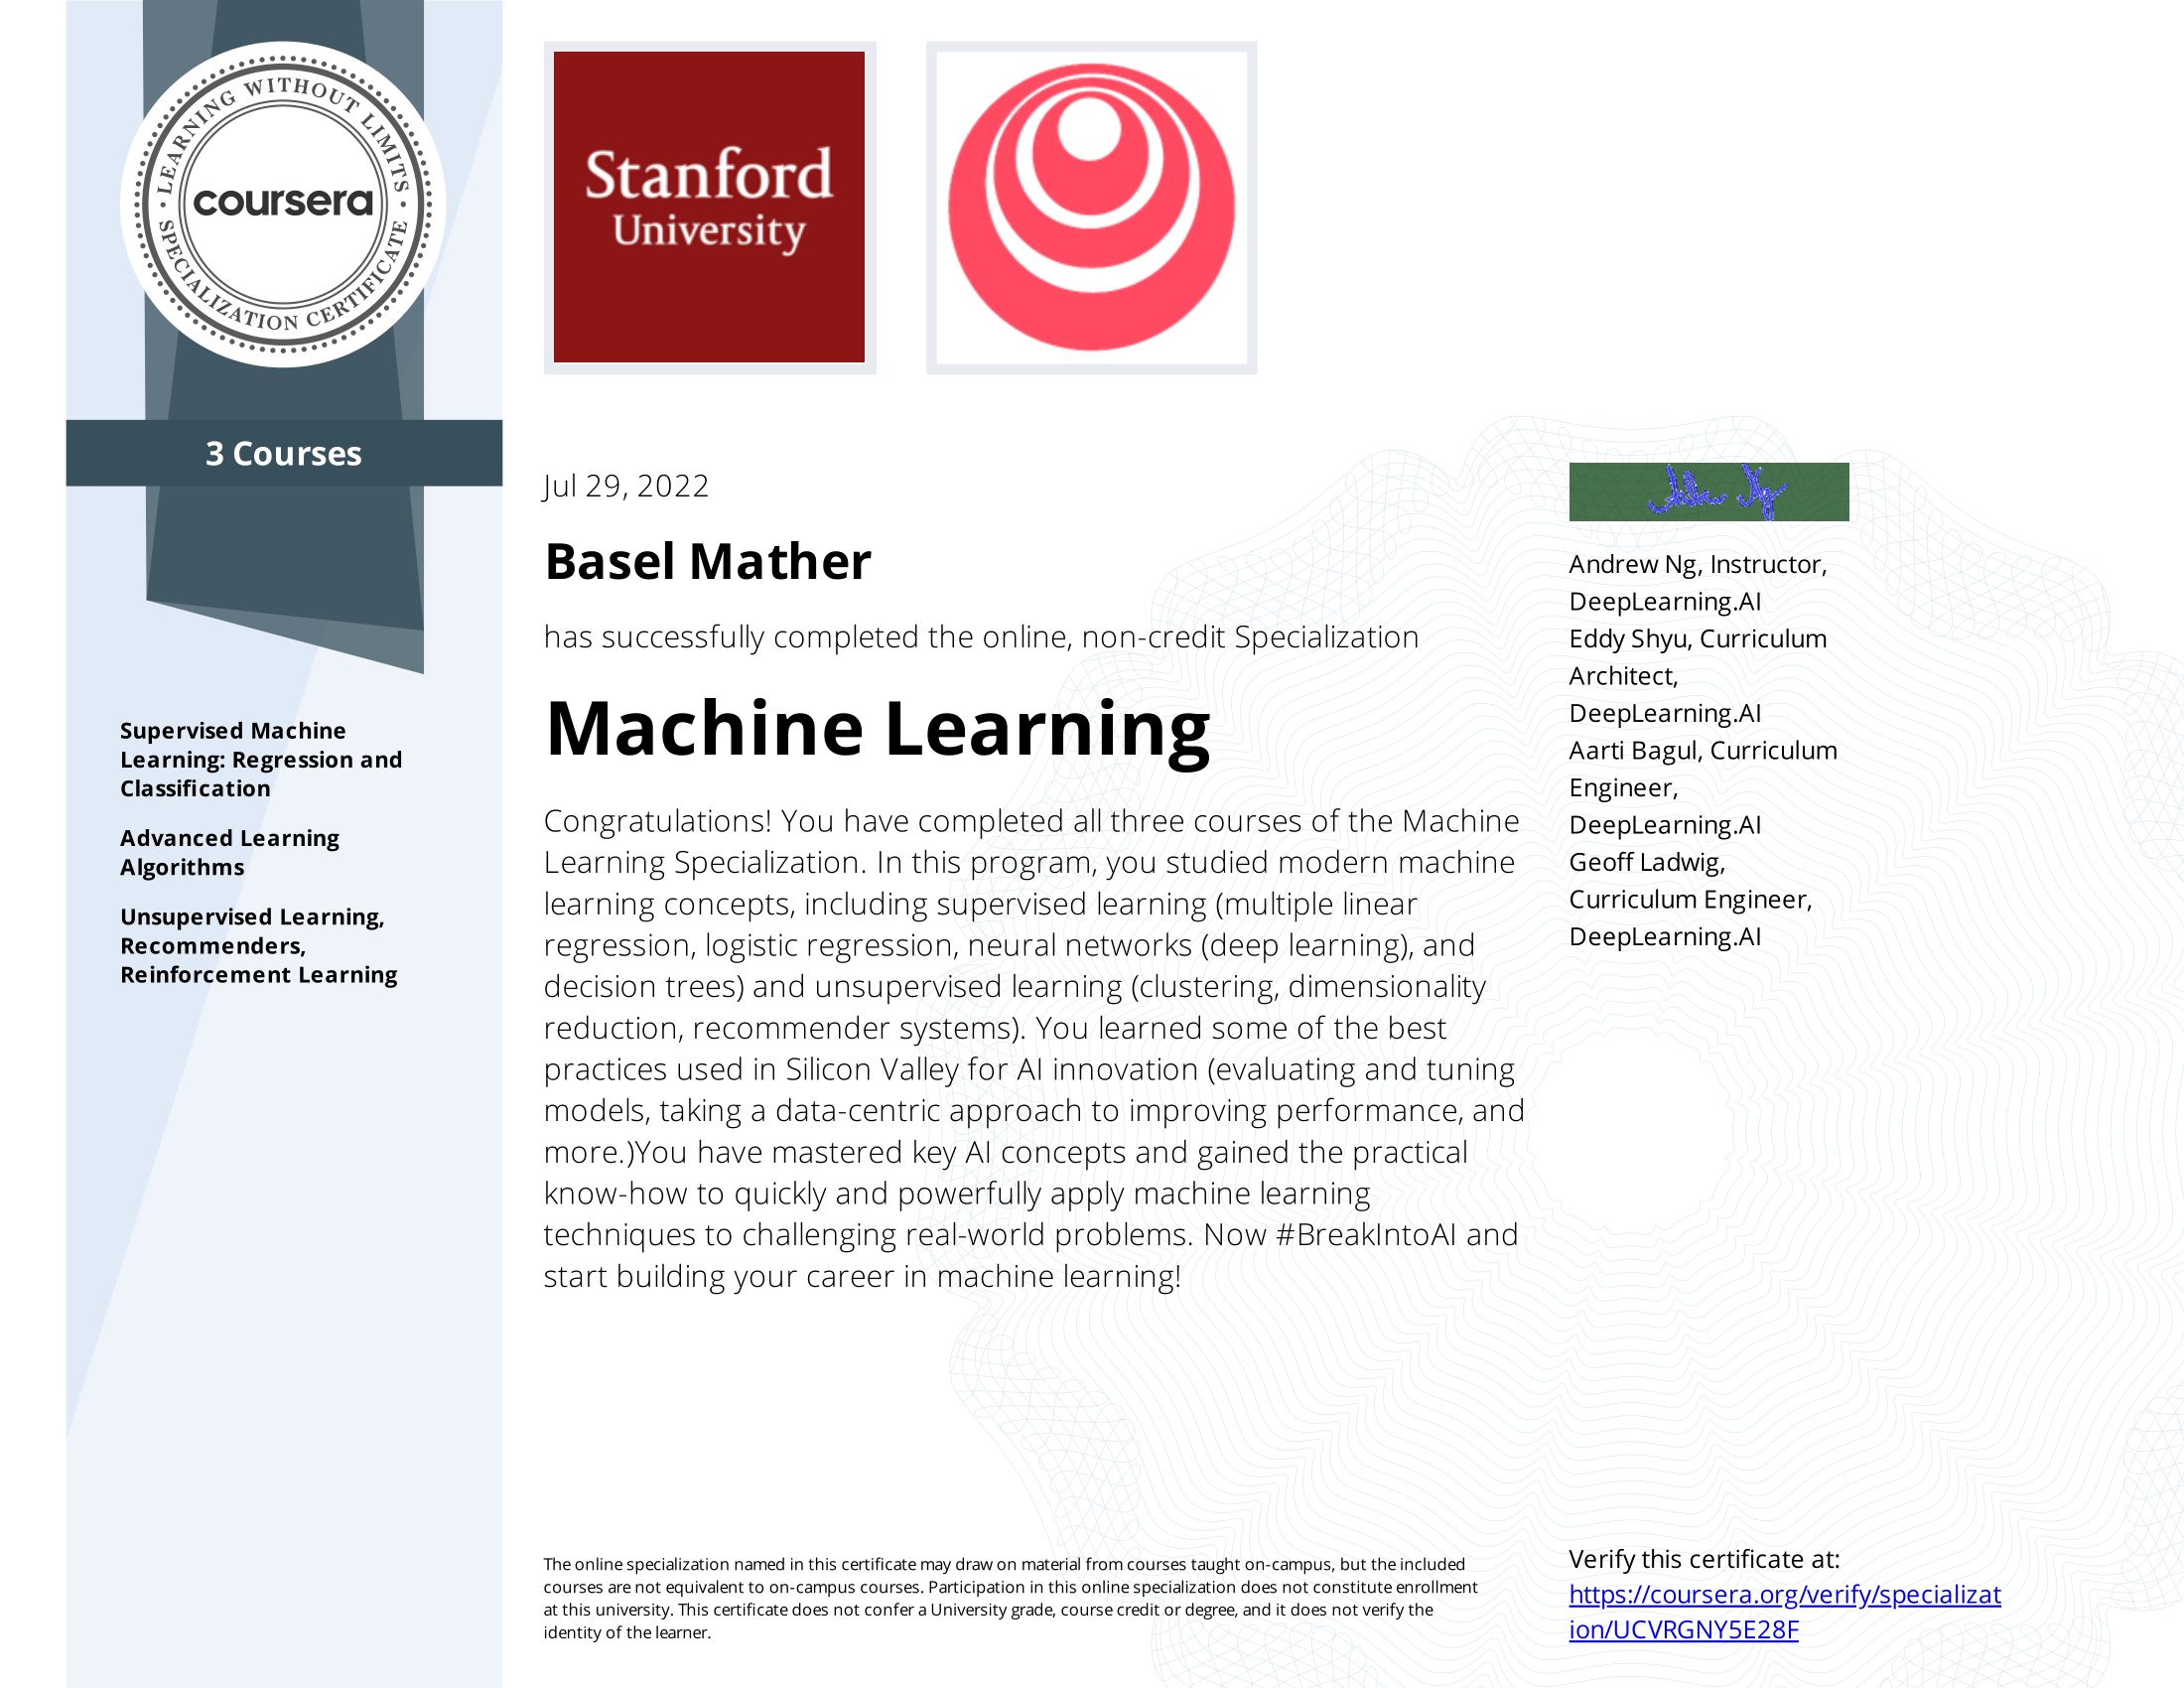 LEARNING WITHOUT LIMITS
coursera
SPECIALIZATION CERTIFICATE
3 Courses
Supervised Machine
Learning: Regression and
Classification
Advanced Learning
Algorithms
Unsupervised Learning,
Recommenders,
Reinforcement Learning
Stanford
University
Jul 29, 2022
Basel Mather
has successfully completed the online, non-credit Specialization
Machine Learning
Congratulations! You have completed all three courses of the Machine
Learning Specialization. In this program, you studied modern machine
learning concepts, including supervised learning (multiple linear
regression, logistic regression, neural networks (deep learning), and
decision trees) and unsupervised learning (clustering, dimensionality
reduction, recommender systems). You learned some of the best
practices used in Silicon Valley for AI innovation (evaluating and tuning
models, taking a data-centric approach to improving performance, and
more.)You have mastered key AI concepts and gained the practical
know-how to quickly and powerfully apply machine learning
techniques to challenging real-world problems. Now #BreakIntoAI and
start building your career in machine learning!
Andrew Ng, Instructor,
DeepLearning.AI
Eddy Shyu, Curriculum
Architect,
DeepLearning.AI
Aarti Bagul, Curriculum
Engineer,
DeepLearning.AI
Geoff Ladwig,
Curriculum Engineer,
DeepLearning.AI
The online specialization named in this certificate may draw on material from courses taught on-campus, but the included
courses are not equivalent to on-campus courses. Participation in this online specialization does not constitute enrollment
at this university. This certificate does not confer a University grade, course credit or degree, and it does not verify the
identity of the learner.
Verify this certificate at:
https://coursera.org/verify/specializat
ion/UCVRGNY5E28F